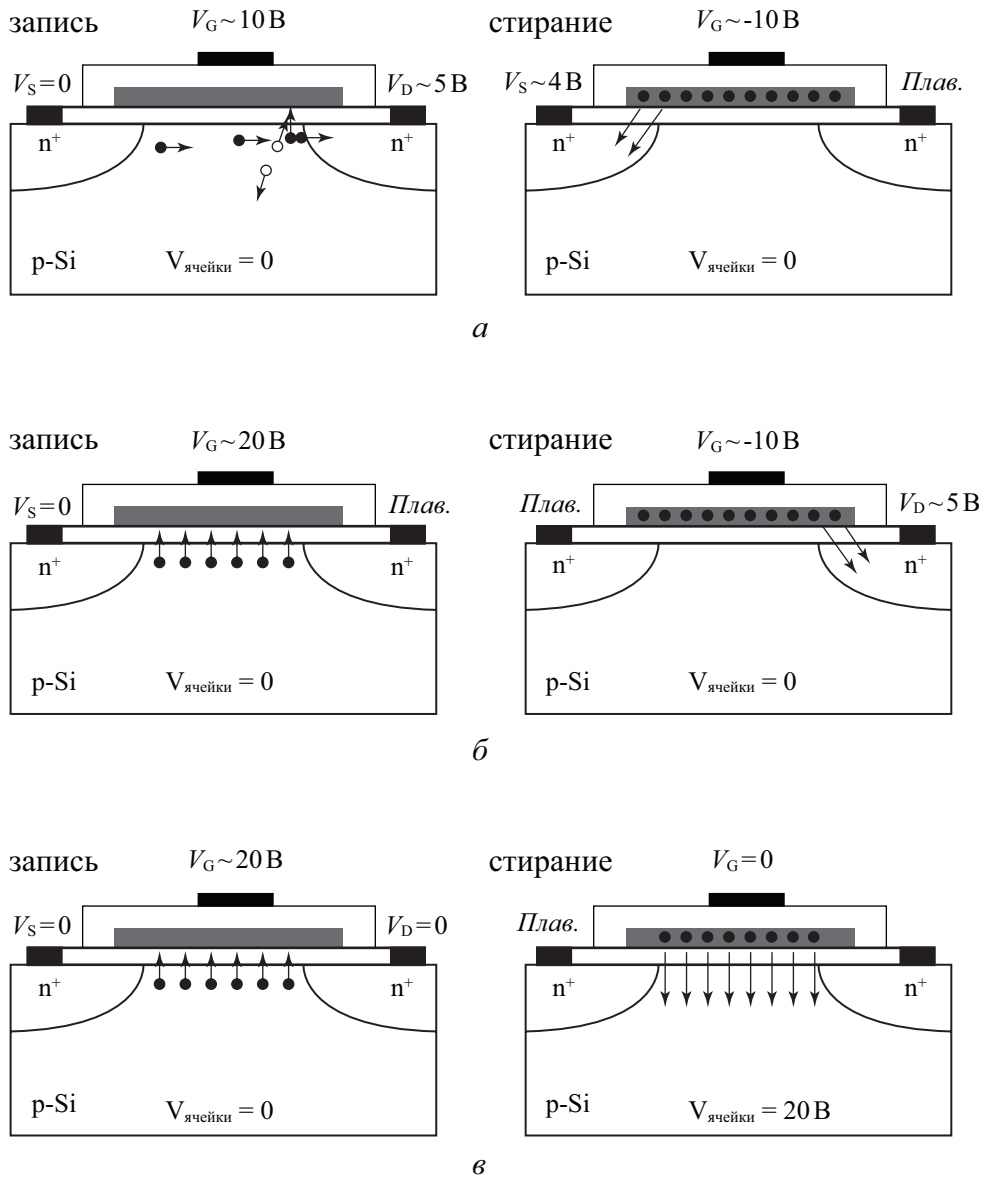 запись V_G ~ 10 В стирание V_G ~ -10 В
V_S = 0 V_D ~ 5 В V_S ~ 4 В Плав.
n+ n+ n+ n+
p-Si V_ячейки = 0 p-Si V_ячейки = 0
а
запись V_G ~ 20 В стирание V_G ~ -10 В
V_S = 0 Плав. Плав. V_D ~ 5 В
n+ n+ n+ n+
p-Si V_ячейки = 0 p-Si V_ячейки = 0
б
запись V_G ~ 20 В стирание V_G = 0
V_S = 0 V_D = 0 Плав.
n+ n+ n+ n+
p-Si V_ячейки = 0 p-Si V_ячейки = 20 В
в